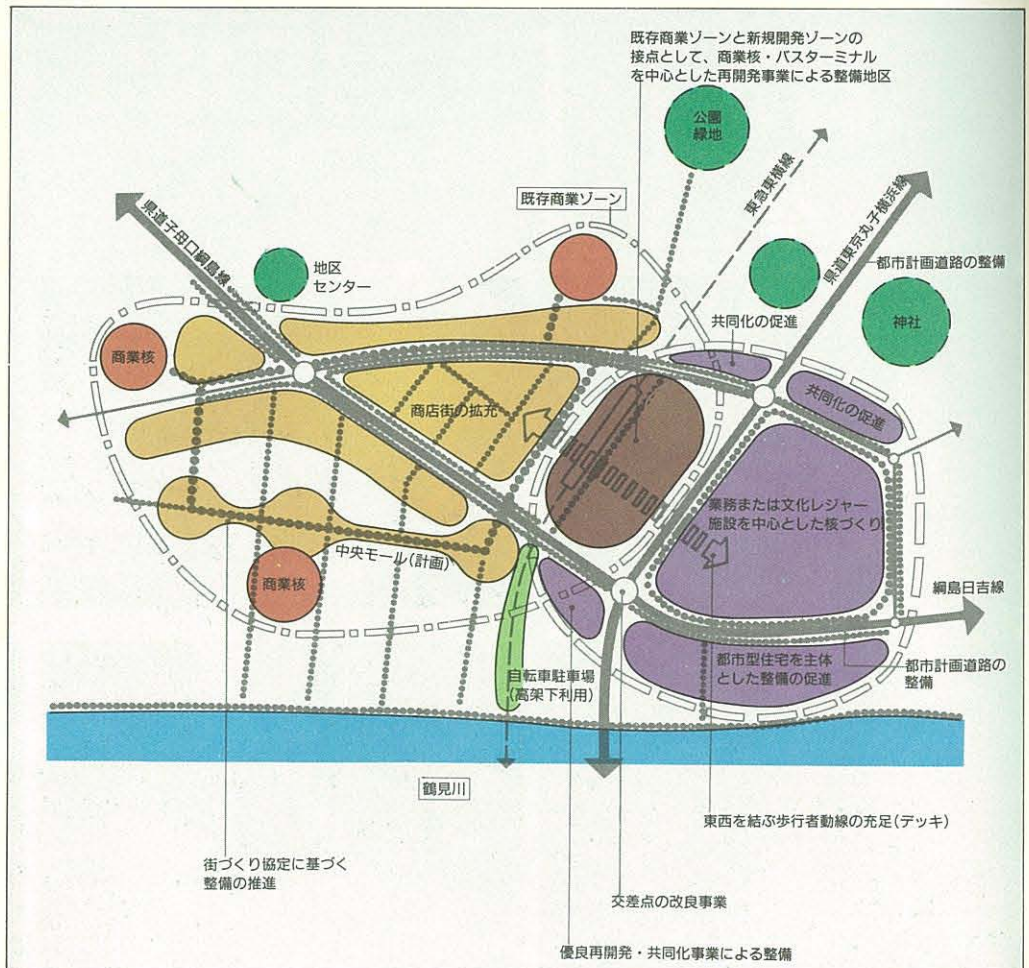 既存商業ゾーンと新規開発ゾーンの
接点として、商業核・バスターミナル
を中心とした再開発事業による整備地区
公園
緑地
東急東横線
県道東京丸子横浜線
既存商業ゾーン
県道子母口綱島線
地区
センター
都市計画道路の整備
神社
共同化の促進
商業核
共同化の促進
商店街の拡充
業務または文化レジャー
施設を中心とした核づくり
中央モール(計画)
商業核
綱島日吉線
都市型住宅を主体
とした整備の促進
都市計画道路の
整備
自転車駐車場
(高架下利用)
鶴見川
東西を結ぶ歩行者動線の充足(デッキ)
街づくり協定に基づく
整備の推進
交差点の改良事業
優良再開発・共同化事業による整備